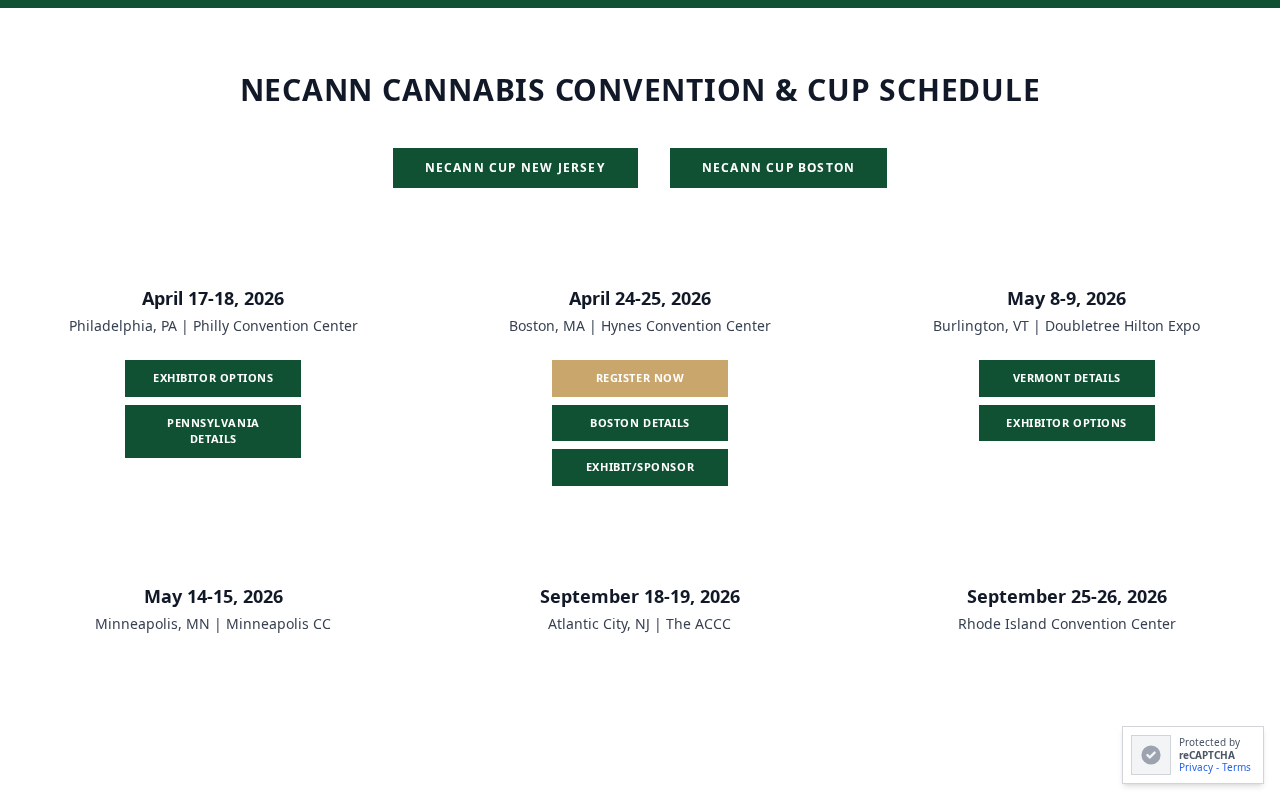 NECANN CANNABIS CONVENTION & CUP SCHEDULE
NECANN CUP NEW JERSEY
NECANN CUP BOSTON
April 17-18, 2026
Philadelphia, PA | Philly Convention Center
EXHIBITOR OPTIONS
PENNSYLVANIA
DETAILS
April 24-25, 2026
Boston, MA | Hynes Convention Center
REGISTER NOW
BOSTON DETAILS
EXHIBIT/SPONSOR
May 8-9, 2026
Burlington, VT | Doubletree Hilton Expo
VERMONT DETAILS
EXHIBITOR OPTIONS
May 14-15, 2026
Minneapolis, MN | Minneapolis CC
September 18-19, 2026
Atlantic City, NJ | The ACCC
September 25-26, 2026
Rhode Island Convention Center
Protected by
reCAPTCHA
Privacy - Terms